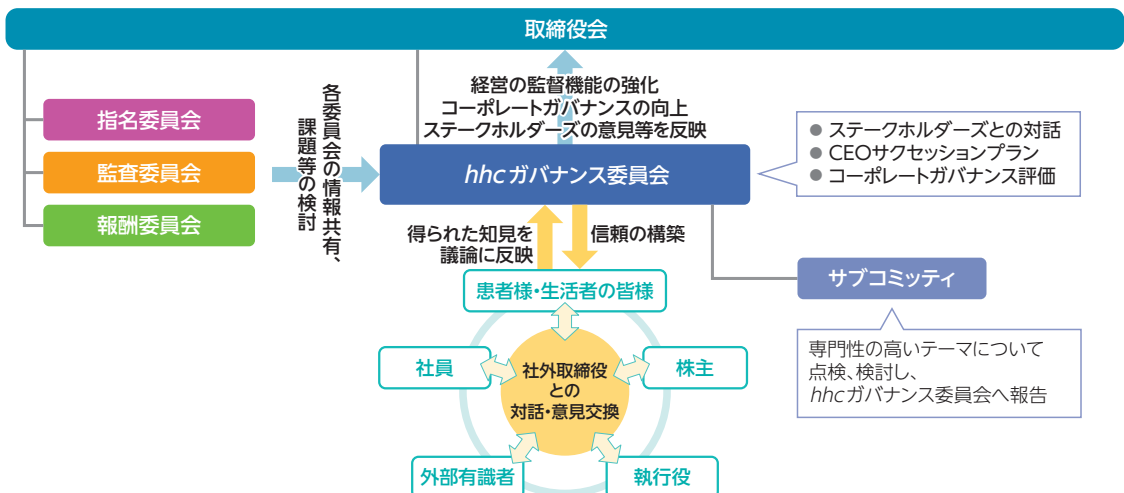 取締役会
経営の監督機能の強化
コーポレートガバナンスの向上
ステークホルダーズの意見等を反映
指名委員会
監査委員会
報酬委員会
各委員会の情報共有、
課題等の検討
hhcガバナンス委員会
● ステークホルダーズとの対話
● CEOサクセッションプラン
● コーポレートガバナンス評価
得られた知見を
議論に反映
信頼の構築
サブコミッティ
専門性の高いテーマについて
点検、検討し、
hhcガバナンス委員会へ報告
患者様・生活者の皆様
社員
株主
社外取締役
との
対話・意見交換
外部有識者
執行役